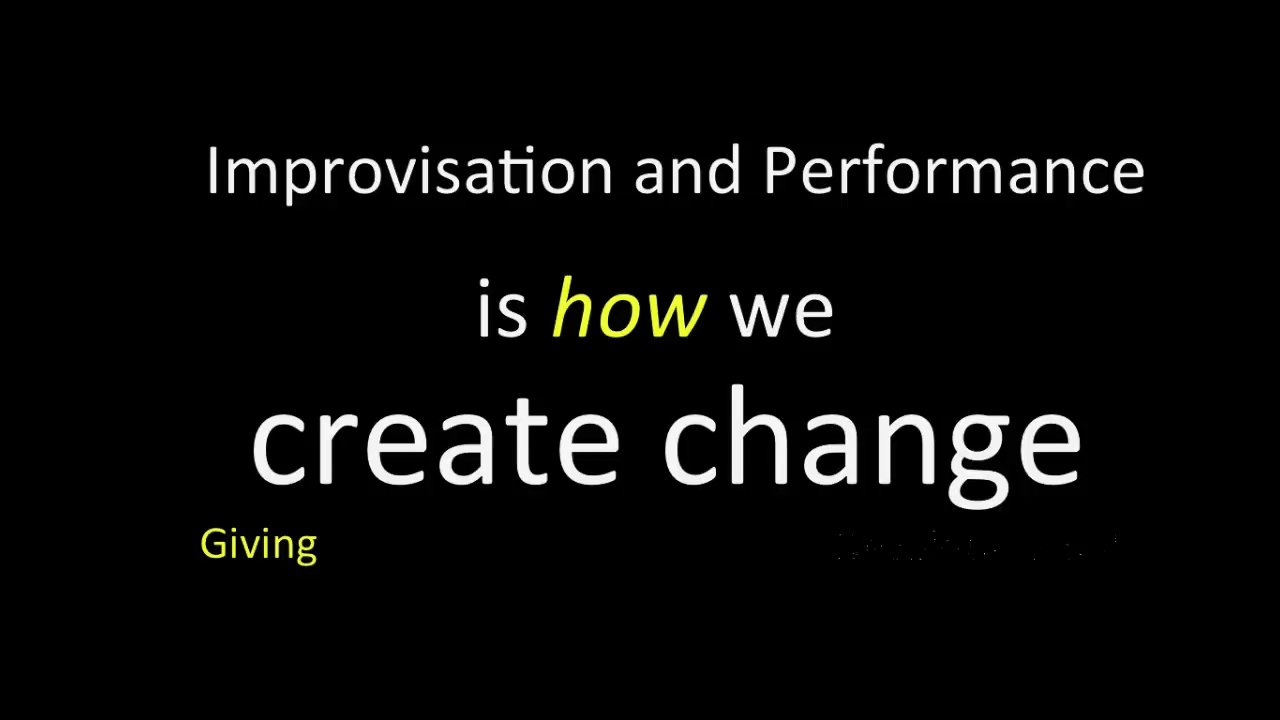 Improvisation and Performance
is how we
create change
Giving